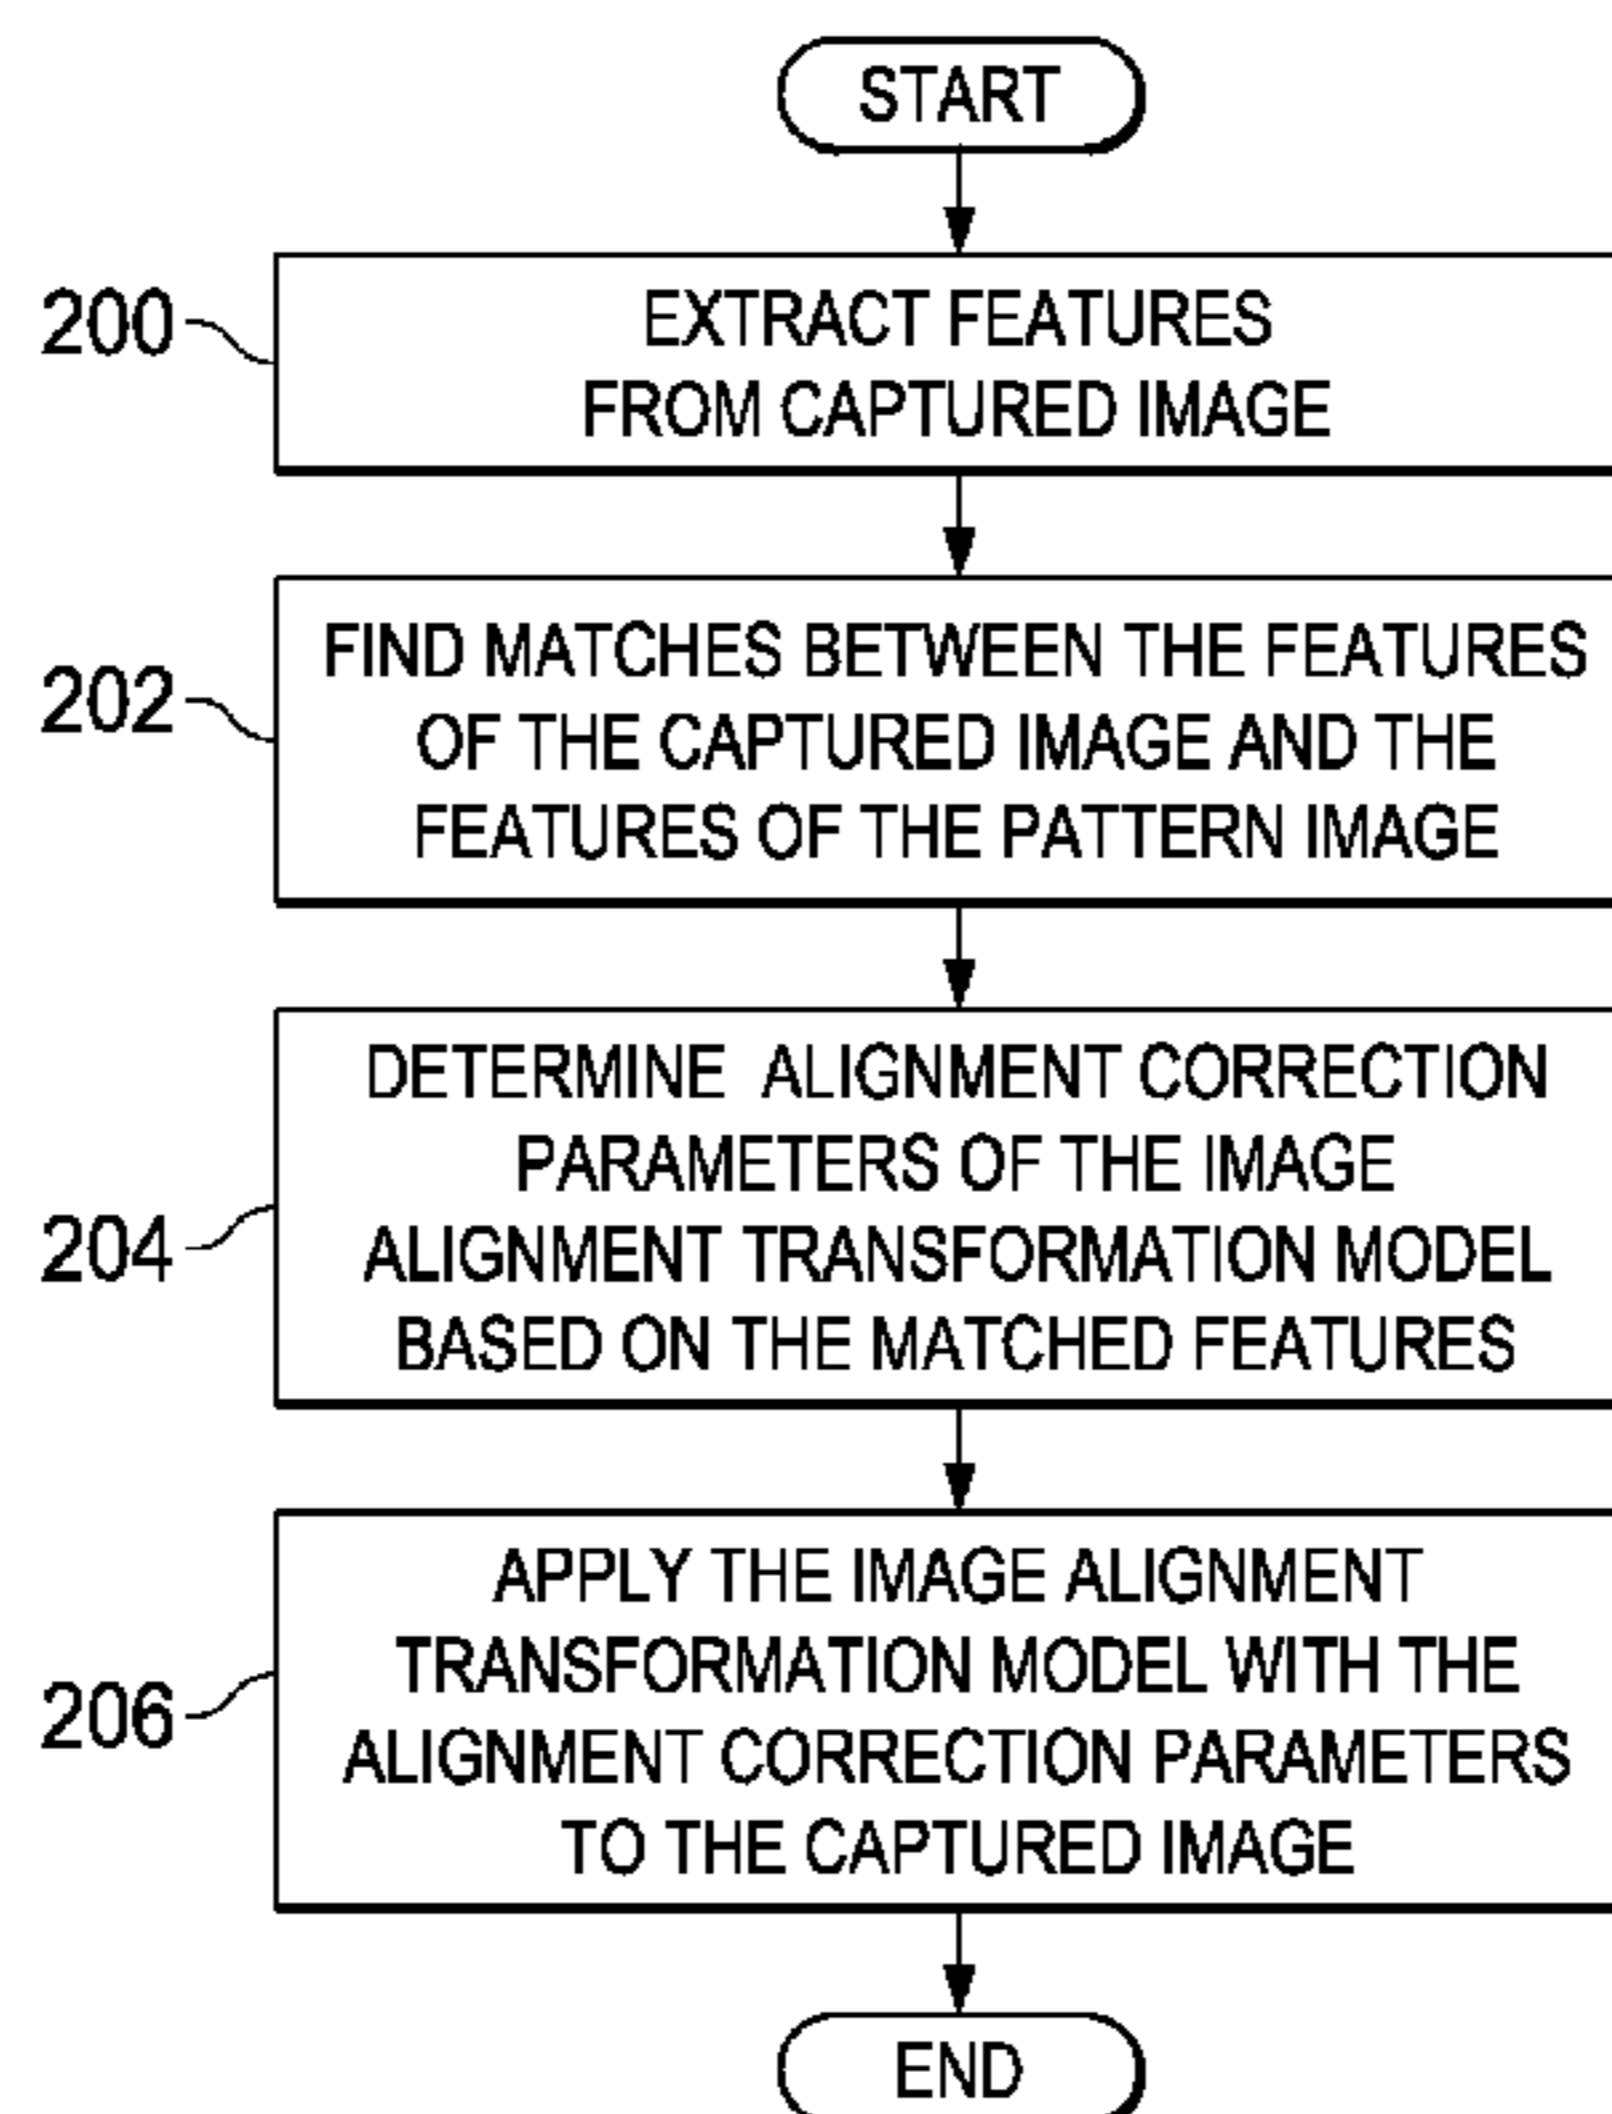 START
200
EXTRACT FEATURES
FROM CAPTURED IMAGE
202
FIND MATCHES BETWEEN THE FEATURES
OF THE CAPTURED IMAGE AND THE
FEATURES OF THE PATTERN IMAGE
204
DETERMINE ALIGNMENT CORRECTION
PARAMETERS OF THE IMAGE
ALIGNMENT TRANSFORMATION MODEL
BASED ON THE MATCHED FEATURES
206
APPLY THE IMAGE ALIGNMENT
TRANSFORMATION MODEL WITH THE
ALIGNMENT CORRECTION PARAMETERS
TO THE CAPTURED IMAGE
END